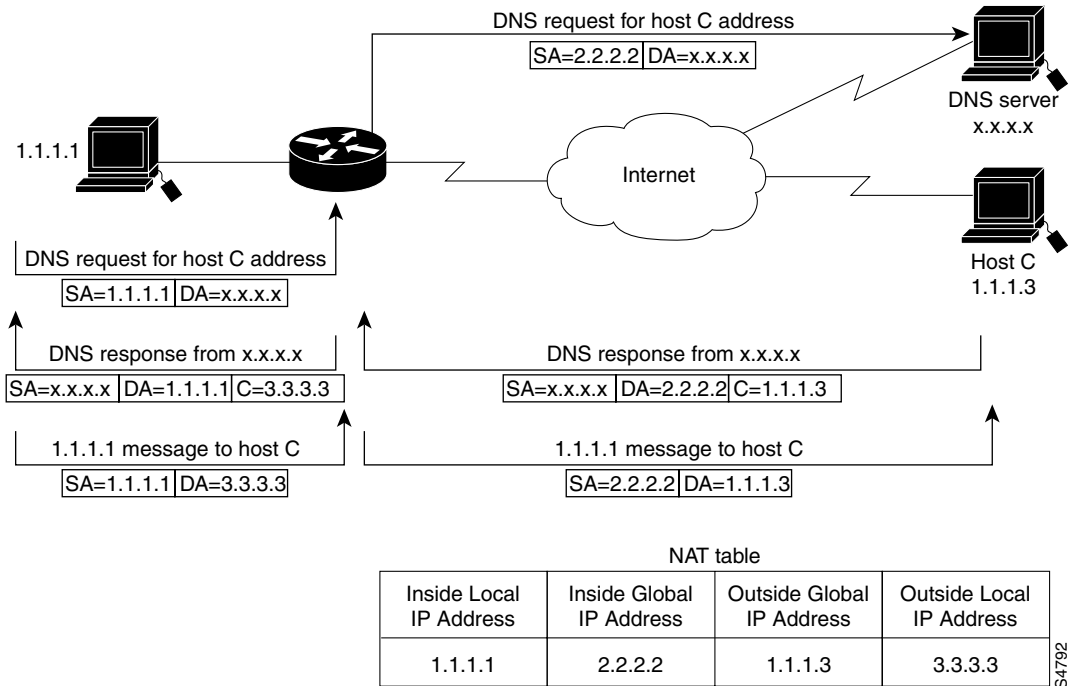 DNS request for host C address
SA=2.2.2.2 DA=x.x.x.x
DNS server
x.x.x.x
1.1.1.1
Internet
Host C
1.1.1.3
DNS request for host C address
SA=1.1.1.1 DA=x.x.x.x
DNS response from x.x.x.x
SA=x.x.x.x DA=1.1.1.1 C=3.3.3.3
DNS response from x.x.x.x
SA=x.x.x.x DA=2.2.2.2 C=1.1.1.3
1.1.1.1 message to host C
SA=1.1.1.1 DA=3.3.3.3
1.1.1.1 message to host C
SA=2.2.2.2 DA=1.1.1.3
NAT table
Inside Local
IP Address
Inside Global
IP Address
Outside Global
IP Address
Outside Local
IP Address
1.1.1.1
2.2.2.2
1.1.1.3
3.3.3.3
S4792